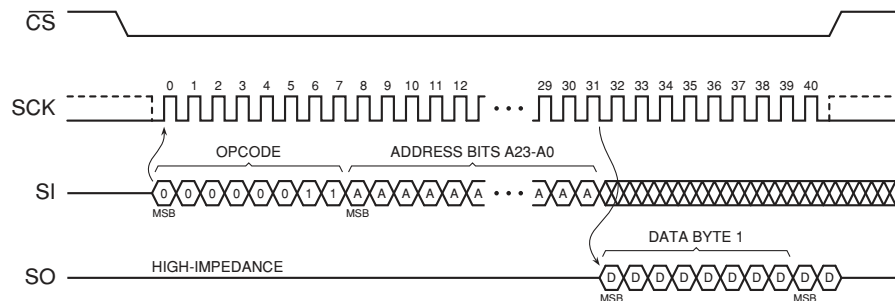 CS
0 1 2 3 4 5 6 7 8 9 10 11 12 29 30 31 32 33 34 35 36 37 38 39 40
SCK
OPCODE ADDRESS BITS A23-A0
SI 0 0 0 0 0 0 1 1 A A A A A A A A A
MSB MSB
DATA BYTE 1
SO HIGH-IMPEDANCE D D D D D D D D D D
MSB MSB